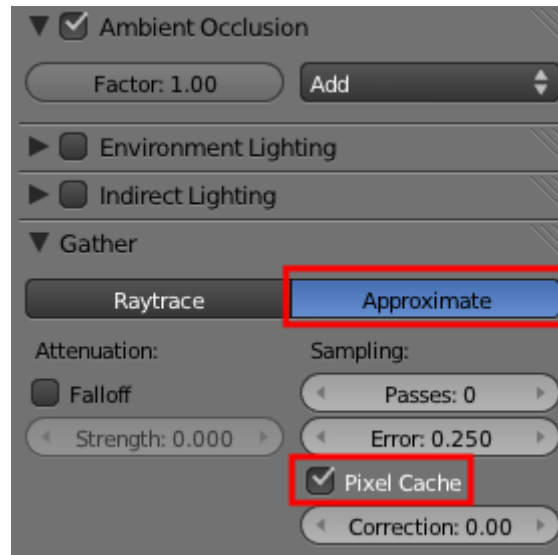 Ambient Occlusion
Factor: 1.00 Add
Environment Lighting
Indirect Lighting
Gather
Raytrace Approximate
Attenuation: Sampling:
Falloff Passes: 0
Strength: 0.000 Error: 0.250
Pixel Cache
Correction: 0.00